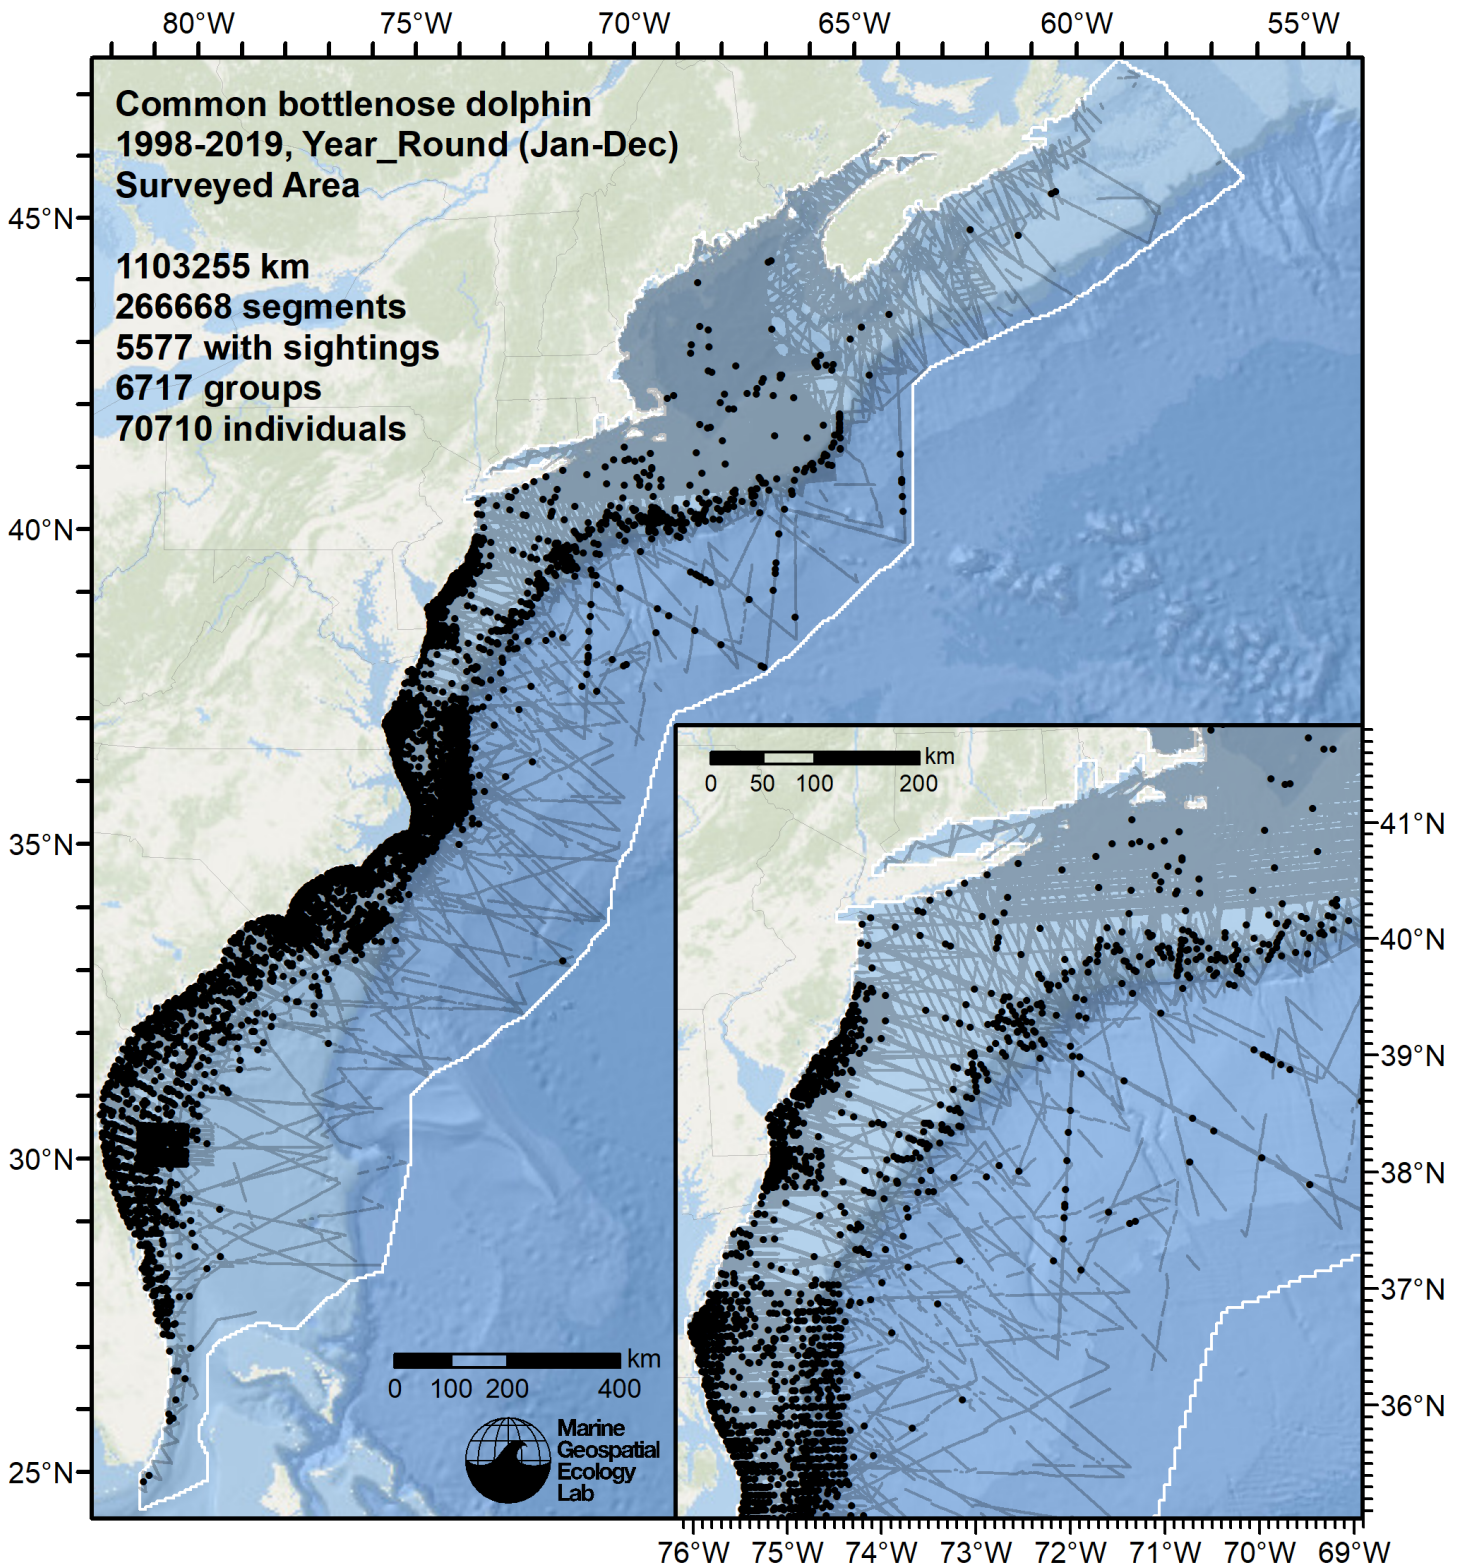 80°W 75°W 70°W 65°W 60°W 55°W
Common bottlenose dolphin
1998-2019, Year_Round (Jan-Dec)
Surveyed Area
1103255 km
266668 segments
5577 with sightings
6717 groups
70710 individuals
45°N
40°N
35°N
30°N
25°N
km
0 50 100 200
41°N
40°N
39°N
38°N
37°N
36°N
km
0 100 200 400
Marine
Geospatial
Ecology
Lab
76°W 75°W 74°W 73°W 72°W 71°W 70°W 69°W